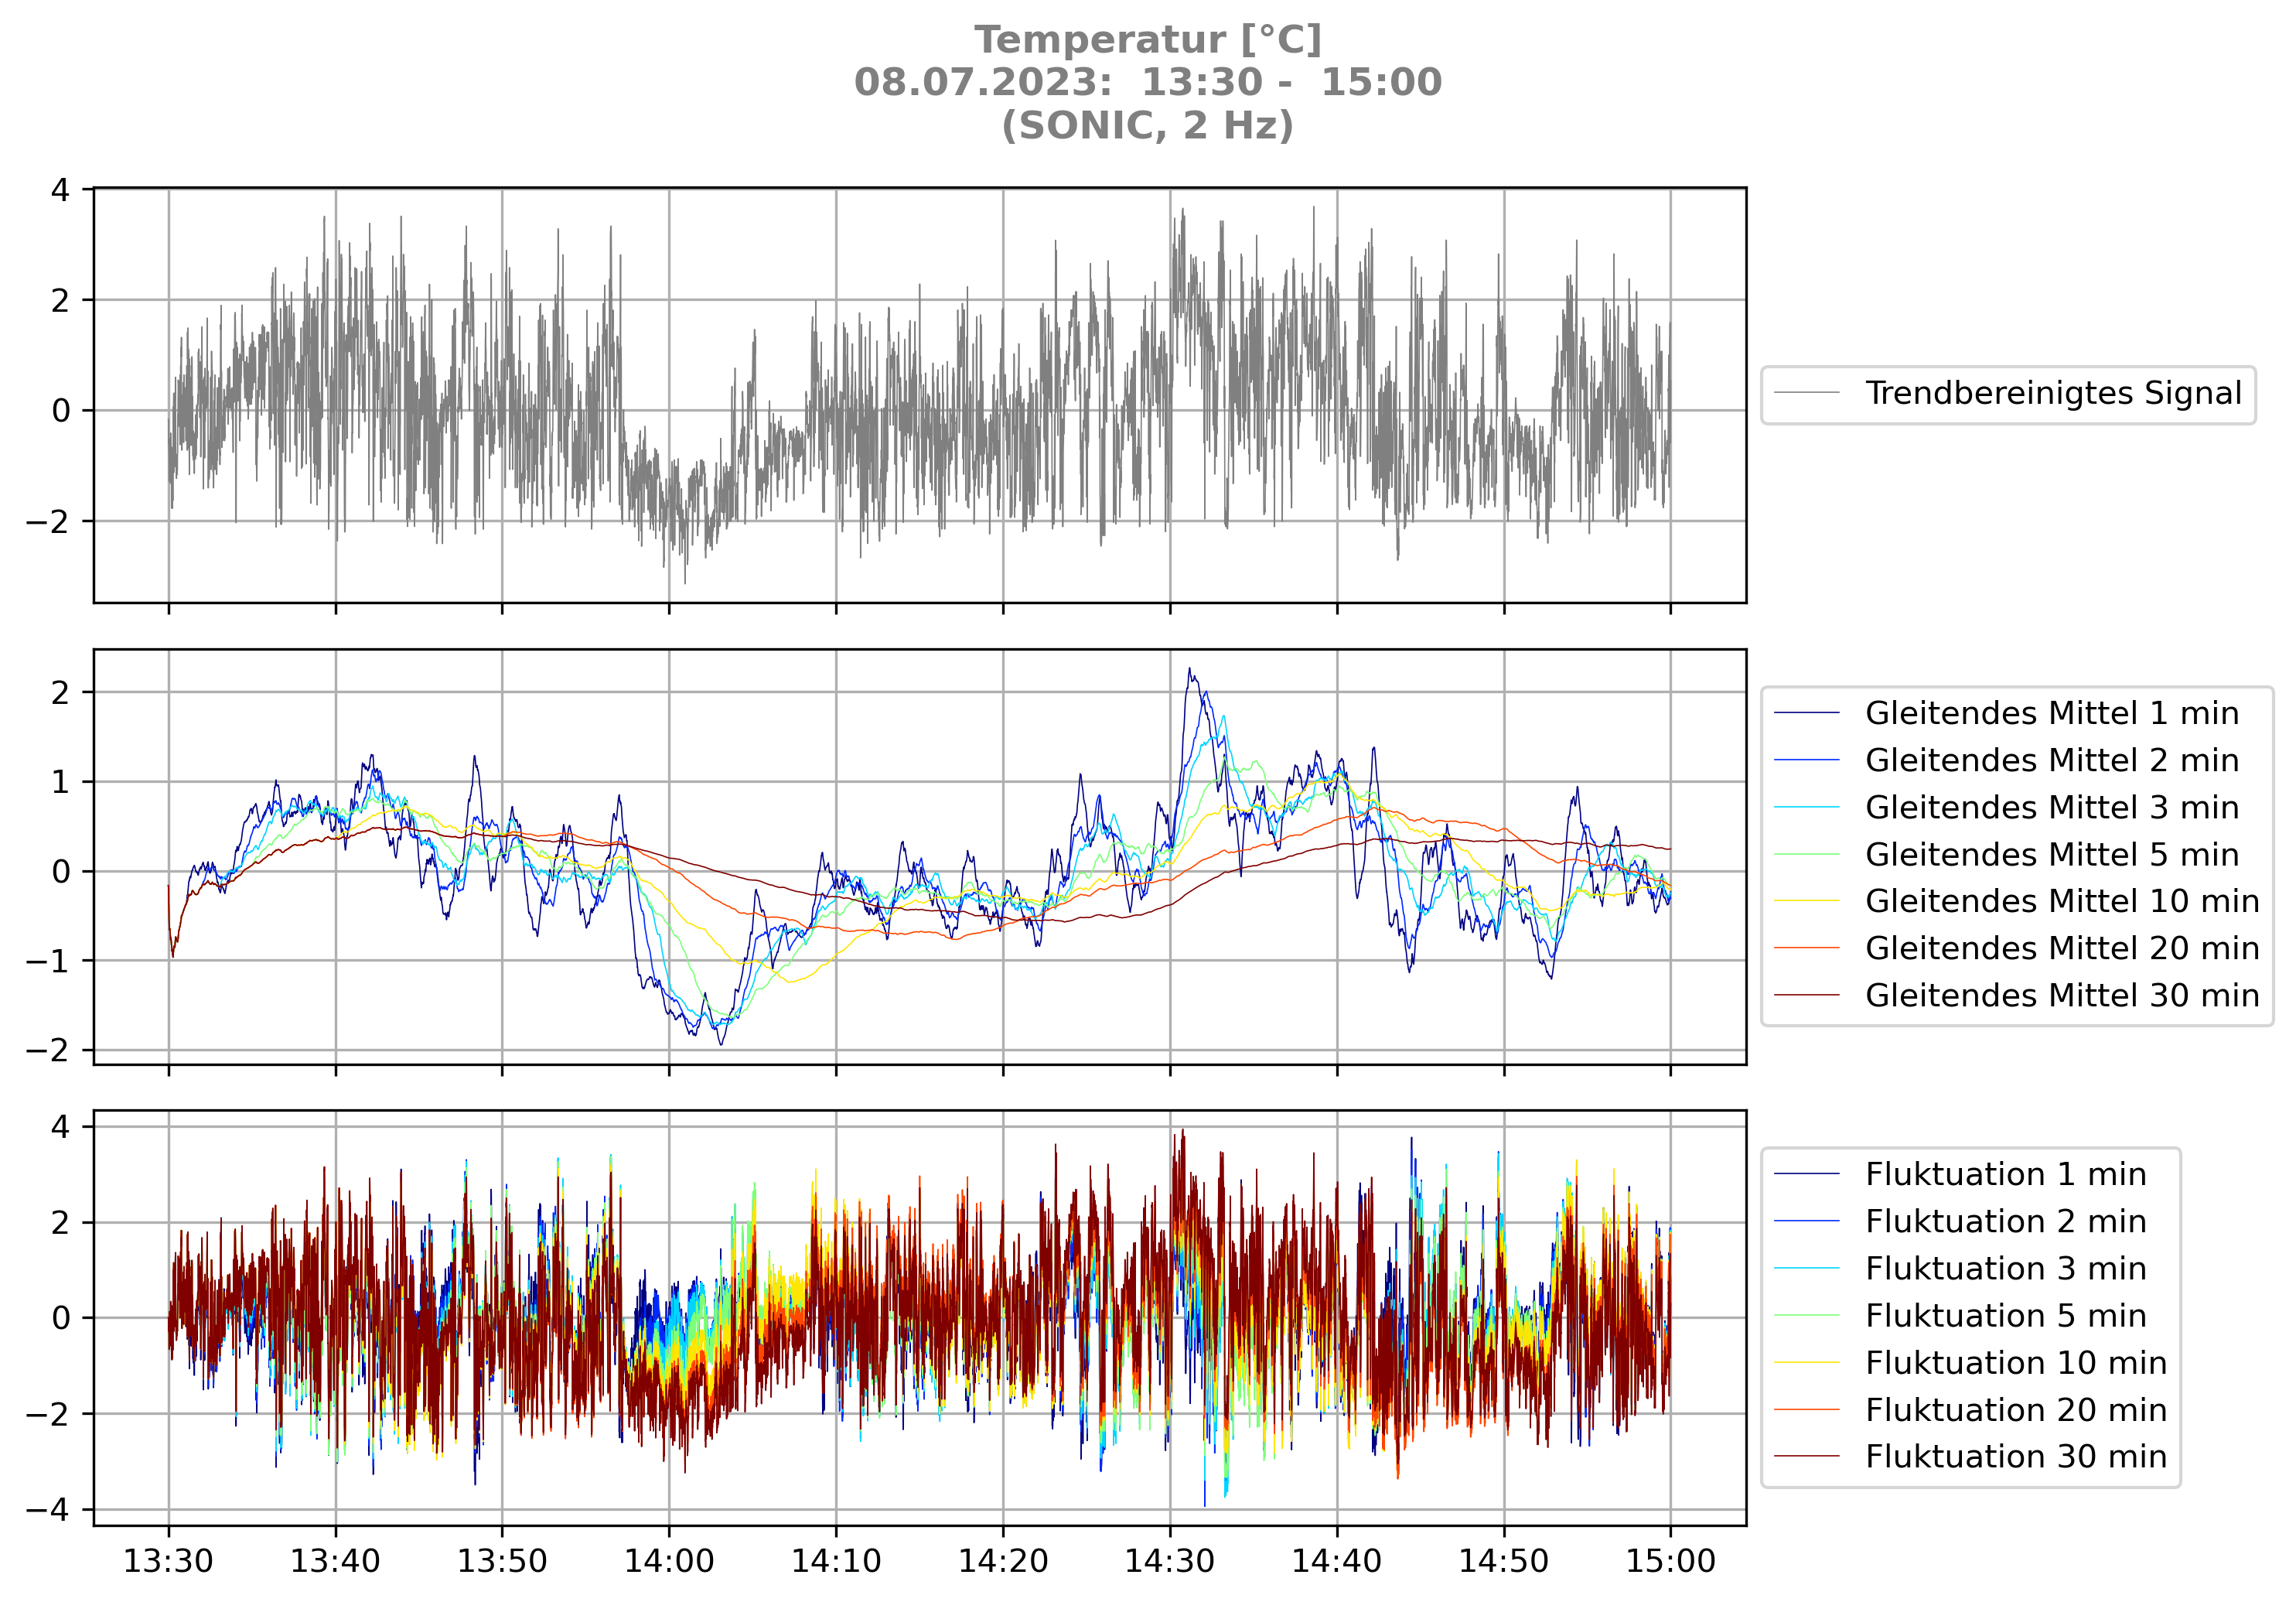 Temperatur [°C]
08.07.2023:  13:30 -  15:00
(SONIC, 2 Hz)
4
2
0
−2
Trendbereinigtes Signal
2
1
0
−1
−2
Gleitendes Mittel 1 min
Gleitendes Mittel 2 min
Gleitendes Mittel 3 min
Gleitendes Mittel 5 min
Gleitendes Mittel 10 min
Gleitendes Mittel 20 min
Gleitendes Mittel 30 min
4
2
0
−2
−4
Fluktuation 1 min
Fluktuation 2 min
Fluktuation 3 min
Fluktuation 5 min
Fluktuation 10 min
Fluktuation 20 min
Fluktuation 30 min
13:30 13:40 13:50 14:00 14:10 14:20 14:30 14:40 14:50 15:00